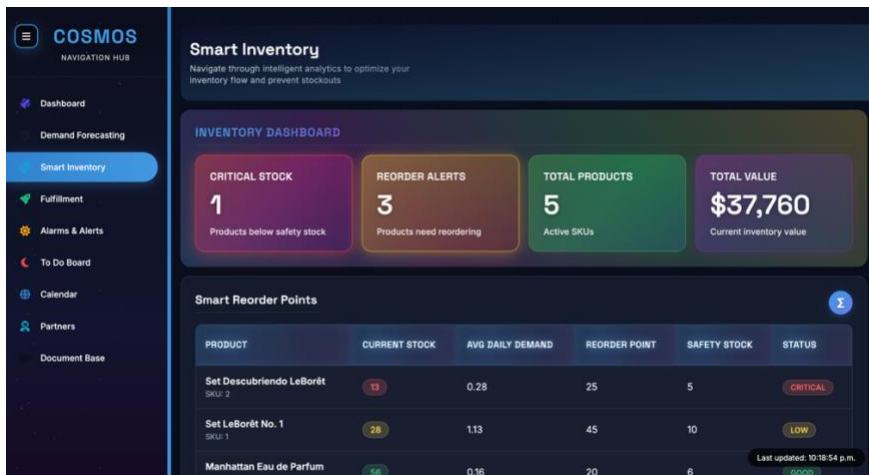 COSMOS
NAVIGATION HUB
Dashboard
Demand Forecasting
Smart Inventory
Fulfillment
Alarms & Alerts
To Do Board
Calendar
Partners
Document Base
Smart Inventory
Navigate through intelligent analytics to optimize your
inventory flow and prevent stockouts
INVENTORY DASHBOARD
CRITICAL STOCK
1
Products below safety stock
REORDER ALERTS
3
Products need reordering
TOTAL PRODUCTS
5
Active SKUs
TOTAL VALUE
$37,760
Current inventory value
Smart Reorder Points
Σ
PRODUCT CURRENT STOCK AVG DAILY DEMAND REORDER POINT SAFETY STOCK STATUS
Set Descubriendo LeBorêt 13 0.28 25 5 CRITICAL
SKU: 2
Set LeBorêt No. 1 28 1.13 45 10 LOW
SKU: 1
Manhattan Eau de Parfum 56 0.16 20 6 GOOD
Last updated: 10:18:54 p.m.